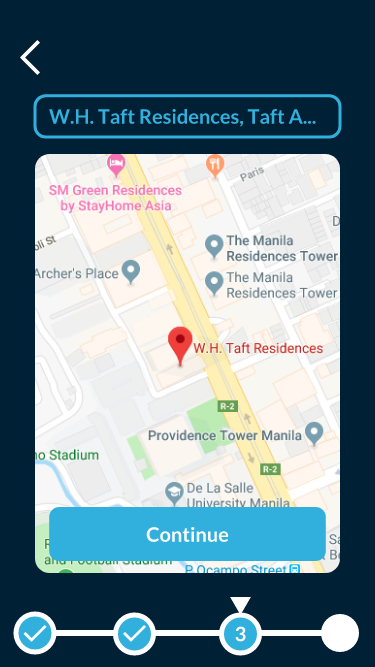 W.H. Taft Residences, Taft A...
SM Green Residences
by StayHome Asia
Paris
The Manila
Residences Tower
Archer's Place
The Manila
Residences Tower
W.H. Taft Residences
R-2
Providence Tower Manila
R-2
no Stadium
De La Salle
University Manila
Continue
and Football Stadium
P Ocampo Street
3